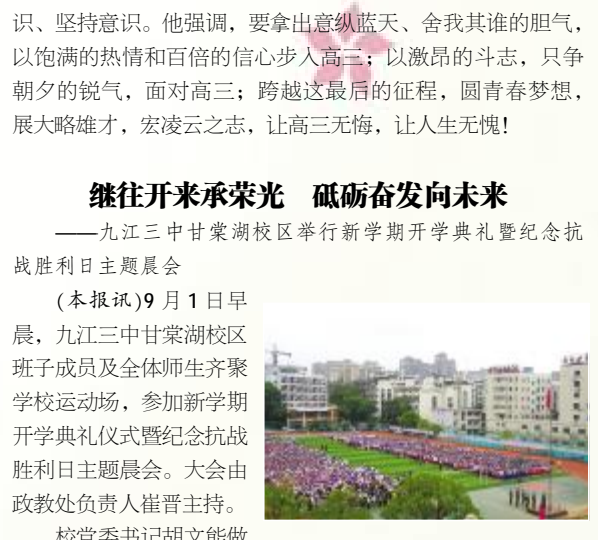 识、坚持意识。他强调，要拿出意纵蓝天、舍我其谁的胆气，
以饱满的热情和百倍的信心步入高三；以激昂的斗志，只争
朝夕的锐气，面对高三；跨越这最后的征程，圆青春梦想，
展大略雄才，宏凌云之志，让高三无悔，让人生无愧！
继往开来承荣光　砥砺奋发向未来
——九江三中甘棠湖校区举行新学期开学典礼暨纪念抗
战胜利日主题晨会
(本报讯)9 月 1 日早
晨，九江三中甘棠湖校区
班子成员及全体师生齐聚
学校运动场，参加新学期
开学典礼仪式暨纪念抗战
胜利日主题晨会。大会由
政教处负责人崔晋主持。
校党委书记胡文能做